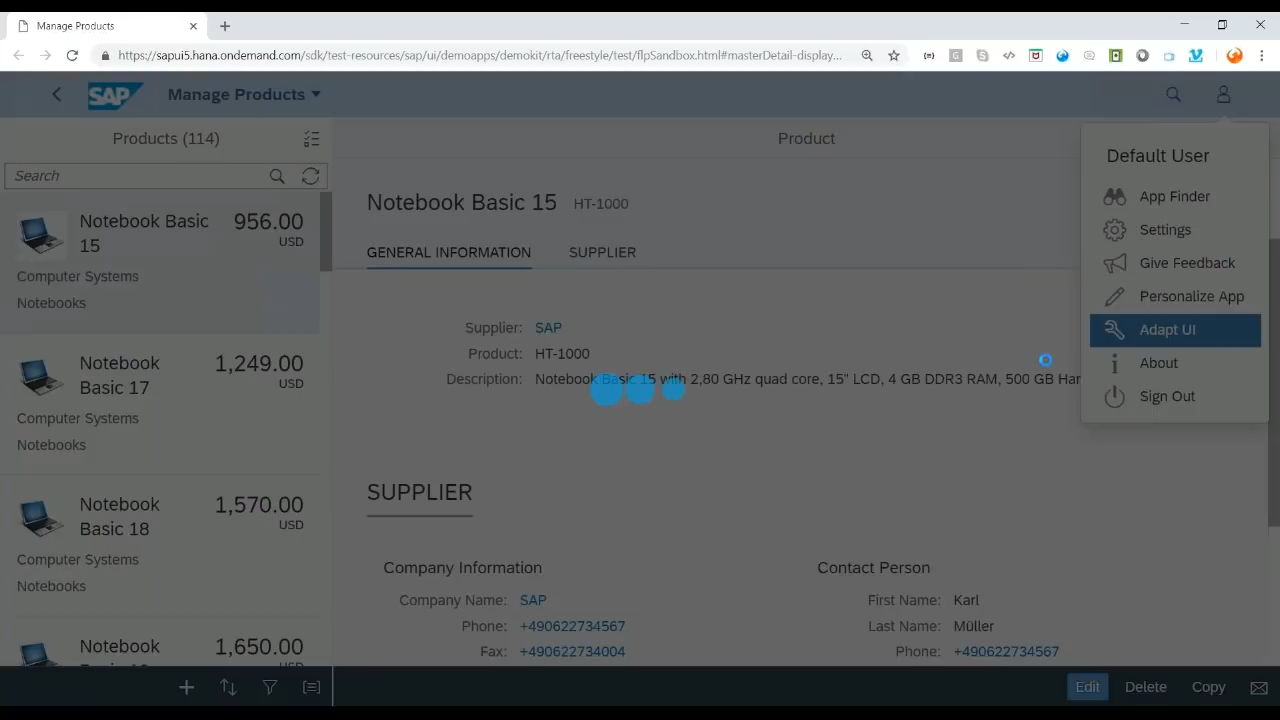 Manage Products
https://sapui5.hana.ondemand.com/sdk/test-resources/sap/ui/demoapps/demokit/rta/freestyle/test/flpSandbox.html#masterDetail-display...
SAP Manage Products
Products (114)
Search
Notebook Basic
15
956.00
USD
Computer Systems
Notebooks
Notebook
Basic 17
1,249.00
USD
Computer Systems
Notebooks
Notebook
Basic 18
1,570.00
USD
Computer Systems
Notebooks
Notebook
1,650.00
Product
Notebook Basic 15 HT-1000
GENERAL INFORMATION SUPPLIER
Supplier: SAP
Product: HT-1000
Description: Notebook Basic 15 with 2,80 GHz quad core, 15" LCD, 4 GB DDR3 RAM, 500 GB Har
SUPPLIER
Company Information
Company Name: SAP
Phone: +490622734567
Fax: +490622734004
Contact Person
First Name: Karl
Last Name: Müller
Phone: +490622734567
Default User
App Finder
Settings
Give Feedback
Personalize App
Adapt UI
About
Sign Out
Edit Delete Copy